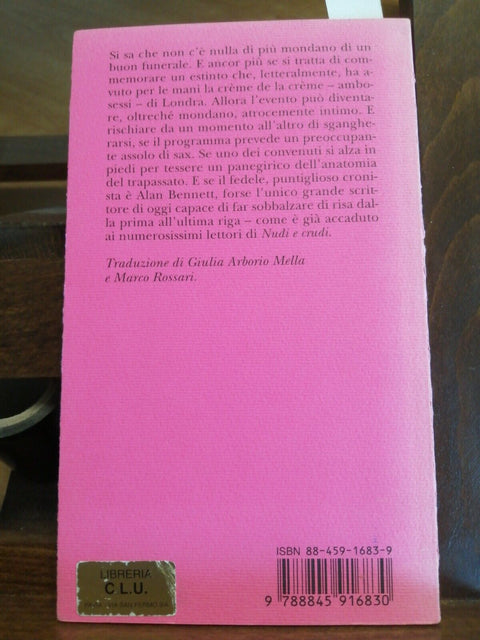 Si sa che non c'è nulla di più mondano di un
buon funerale. E ancor più se si tratta di com-
memorare un estinto che, letteralmente, ha a-
vuto per le mani la crème de la crème – ambo-
sessi – di Londra. Allora l'evento può diventa-
re, oltreché mondano, atrocemente intimo. E
rischiare da un momento all'altro di sganghe-
rarsi, se il programma prevede un preoccupan-
te assolo di sax. Se uno dei convenuti si alza in
piedi per tessere un panegirico dell'anatomia
del trapassato. E se il fedele, puntiglioso croni-
sta è Alan Bennett, forse l'unico grande scrit-
tore di oggi capace di far sobbalzare di risa dal-
la prima all'ultima riga – come è già accaduto
ai numerosissimi lettori di Nudi e crudi.
Traduzione di Giulia Arborio Mella
e Marco Rossari.
ISBN 88-459-1683-9
9 788845 916830
LIBRERIA
C L.U.